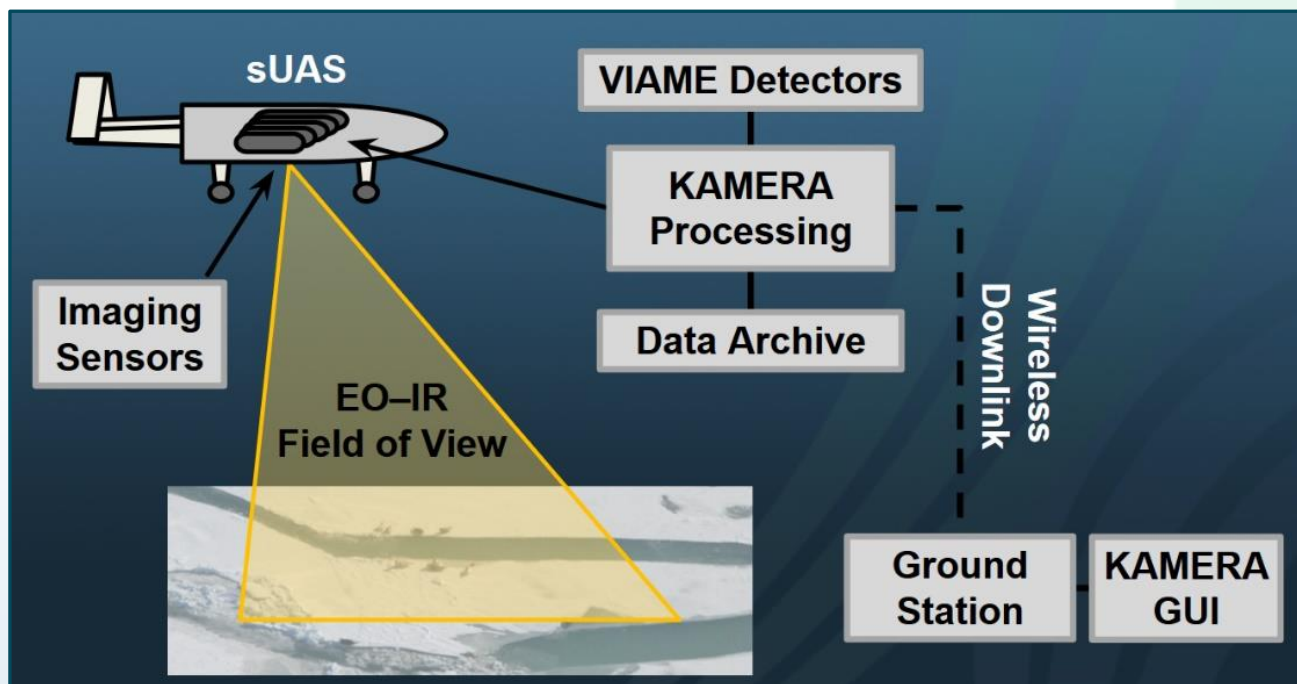 sUAS
VIAME Detectors
KAMERA
Processing
Data Archive
Imaging
Sensors
EO–IR
Field of View
Wireless
Downlink
Ground
Station
KAMERA
GUI